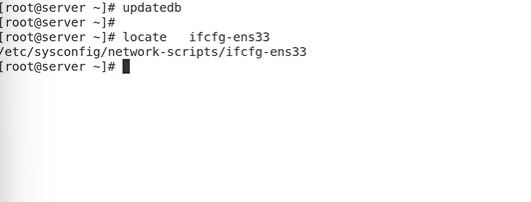 [root@server ~]# updatedb
[root@server ~]#
[root@server ~]# locate   ifcfg-ens33
/etc/sysconfig/network-scripts/ifcfg-ens33
[root@server ~]#